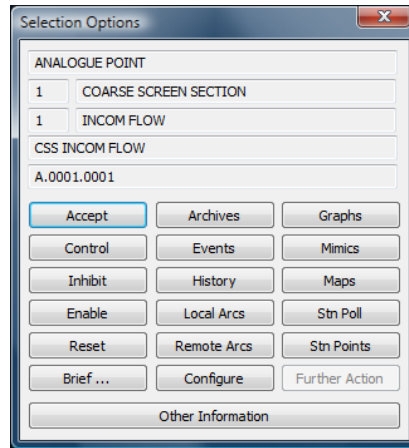 Selection Options
ANALOGUE POINT
1 COARSE SCREEN SECTION
1 INCOM FLOW
CSS INCOM FLOW
A.0001.0001
Accept Archives Graphs
Control Events Mimics
Inhibit History Maps
Enable Local Arcs Stn Poll
Reset Remote Arcs Stn Points
Brief ... Configure Further Action
Other Information